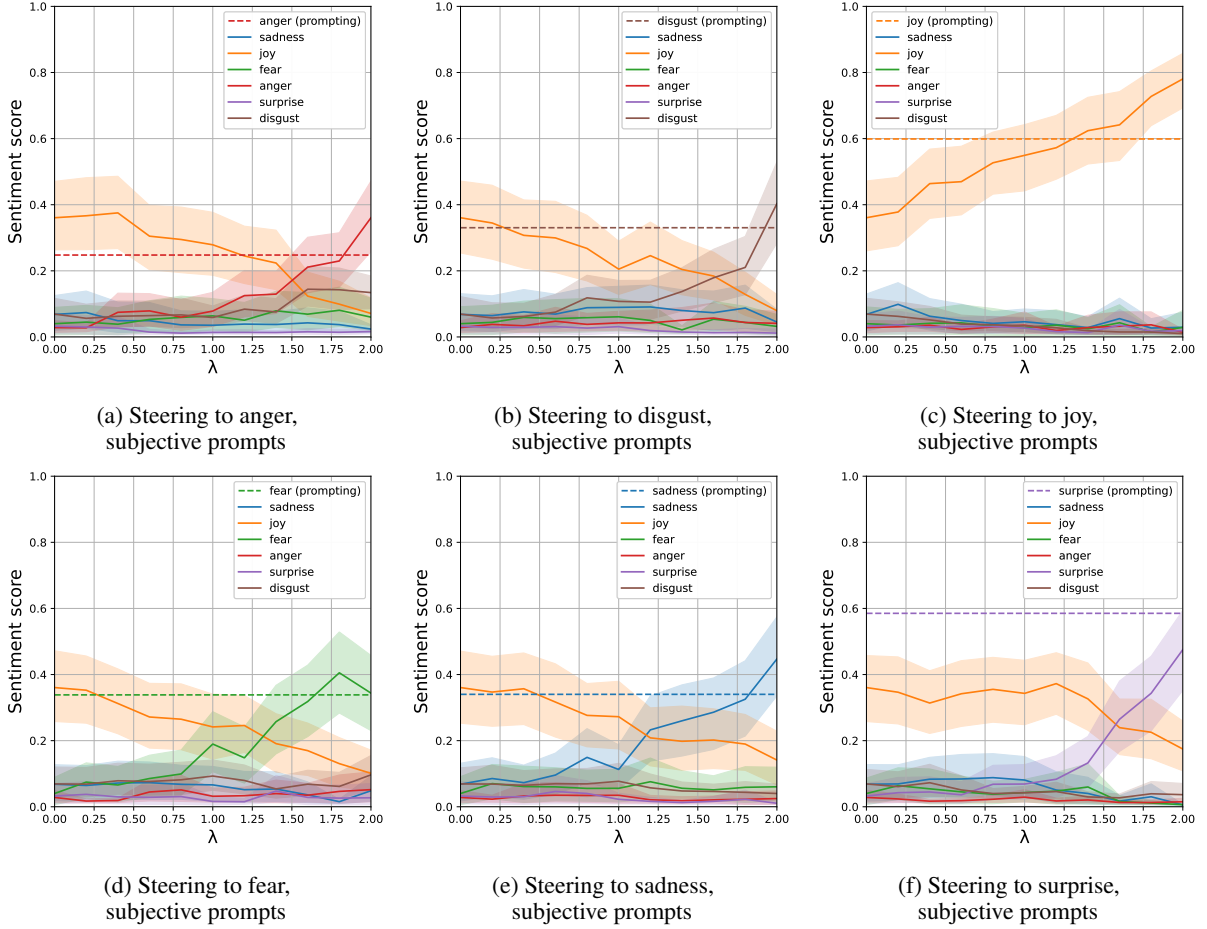 1.0
0.8
0.6
0.4
0.2
0.0
Sentiment score
anger (prompting)
sadness
joy
fear
anger
surprise
disgust
0.00 0.25 0.50 0.75 1.00 1.25 1.50 1.75 2.00
λ
(a) Steering to anger,
subjective prompts
1.0
0.8
0.6
0.4
0.2
0.0
Sentiment score
disgust (prompting)
sadness
joy
fear
anger
surprise
disgust
0.00 0.25 0.50 0.75 1.00 1.25 1.50 1.75 2.00
λ
(b) Steering to disgust,
subjective prompts
1.0
0.8
0.6
0.4
0.2
0.0
Sentiment score
joy (prompting)
sadness
joy
fear
anger
surprise
disgust
0.00 0.25 0.50 0.75 1.00 1.25 1.50 1.75 2.00
λ
(c) Steering to joy,
subjective prompts
1.0
0.8
0.6
0.4
0.2
0.0
Sentiment score
fear (prompting)
sadness
joy
fear
anger
surprise
disgust
0.00 0.25 0.50 0.75 1.00 1.25 1.50 1.75 2.00
λ
(d) Steering to fear,
subjective prompts
1.0
0.8
0.6
0.4
0.2
0.0
Sentiment score
sadness (prompting)
sadness
joy
fear
anger
surprise
disgust
0.00 0.25 0.50 0.75 1.00 1.25 1.50 1.75 2.00
λ
(e) Steering to sadness,
subjective prompts
1.0
0.8
0.6
0.4
0.2
0.0
Sentiment score
surprise (prompting)
sadness
joy
fear
anger
surprise
disgust
0.00 0.25 0.50 0.75 1.00 1.25 1.50 1.75 2.00
λ
(f) Steering to surprise,
subjective prompts